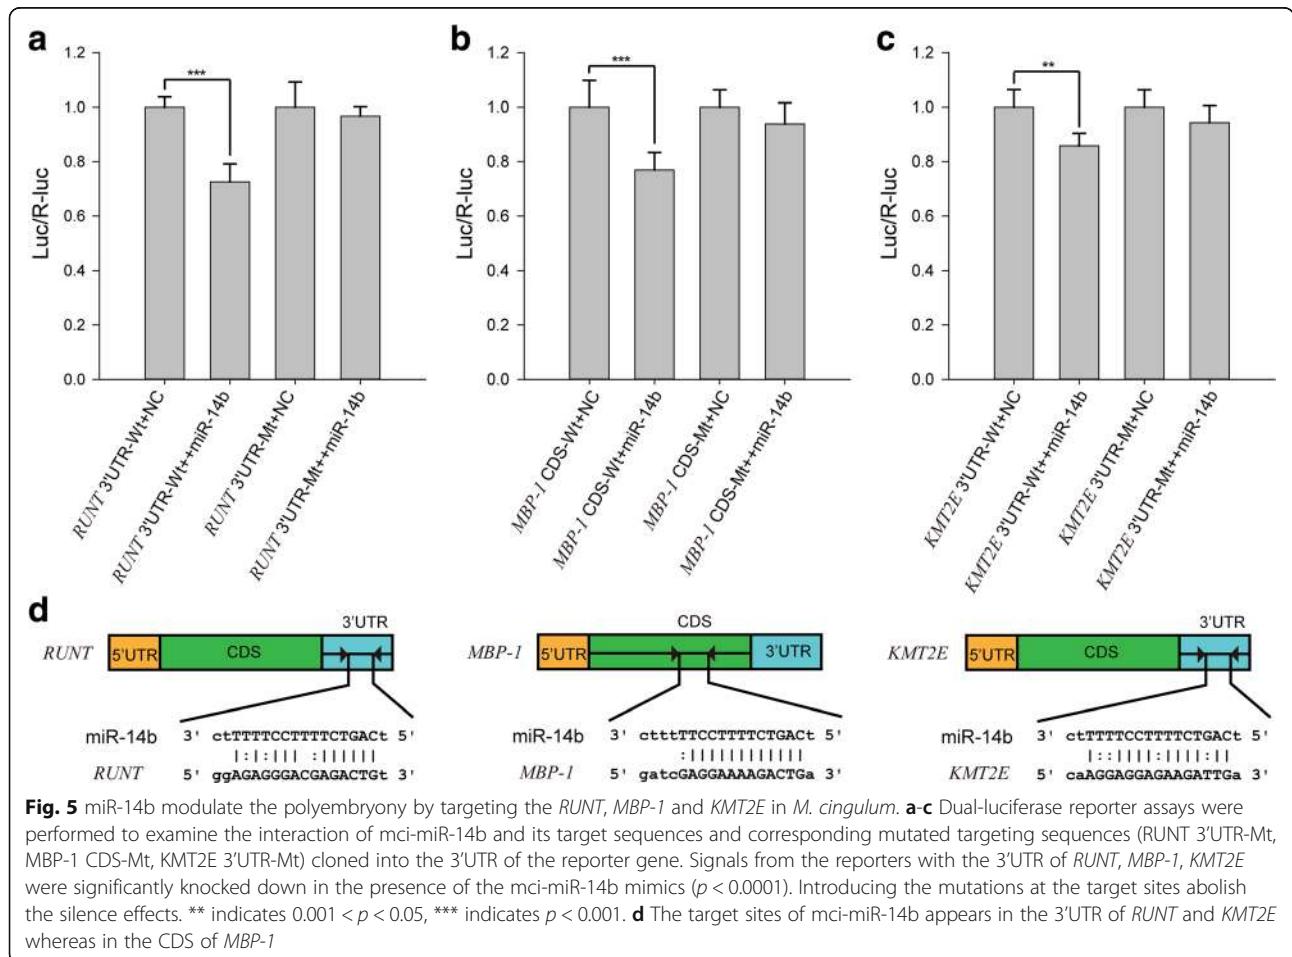 a
1.2
1.0
0.8
0.6
0.4
0.2
0.0
Luc/R-luc
***
RUNT 3'UTR-Wt+NC
RUNT 3'UTR-Wt++miR-14b
RUNT 3'UTR-Mt+NC
RUNT 3'UTR-Mt++miR-14b
b
1.2
1.0
0.8
0.6
0.4
0.2
0.0
Luc/R-luc
***
MBP-1 CDS-Wt+NC
MBP-1 CDS-Wt+miR-14b
MBP-1 CDS-Mt+NC
MBP-1 CDS-Mt++miR-14b
c
1.2
1.0
0.8
0.6
0.4
0.2
0.0
Luc/R-luc
**
KMT2E 3'UTR-Wt+NC
KMT2E 3'UTR-Wt++miR-14b
KMT2E 3'UTR-Mt+NC
KMT2E 3'UTR-Mt++miR-14b
d
3'UTR
RUNT 5'UTR CDS
miR-14b 3' ctTTTTCCTTTTCTGACt 5'
|:|:||| :||||||
RUNT 5' ggAGAGGGACGAGACTGt 3'
CDS
MBP-1 5'UTR 3'UTR
miR-14b 3' ctttTTCCTTTTCTGACt 5'
:||||||||||||
MBP-1 5' gatcGAGGAAAAGACTGa 3'
3'UTR
KMT2E 5'UTR CDS
miR-14b 3' ctTTTTCCTTTTCTGACt 5'
|::||||:|||||:||
KMT2E 5' caAGGAGGAGAAGATTGa 3'
Fig. 5 miR-14b modulate the polyembryony by targeting the RUNT, MBP-1 and KMT2E in M. cingulum. a-c Dual-luciferase reporter assays were
performed to examine the interaction of mci-miR-14b and its target sequences and corresponding mutated targeting sequences (RUNT 3'UTR-Mt,
MBP-1 CDS-Mt, KMT2E 3'UTR-Mt) cloned into the 3'UTR of the reporter gene. Signals from the reporters with the 3'UTR of RUNT, MBP-1, KMT2E
were significantly knocked down in the presence of the mci-miR-14b mimics (p < 0.0001). Introducing the mutations at the target sites abolish
the silence effects. ** indicates 0.001 < p < 0.05, *** indicates p < 0.001. d The target sites of mci-miR-14b appears in the 3'UTR of RUNT and KMT2E
whereas in the CDS of MBP-1